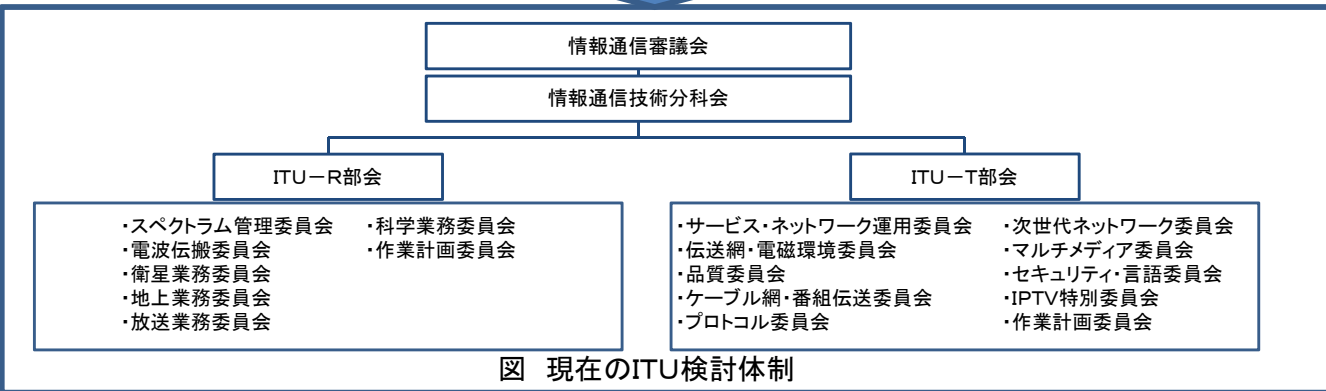 情報通信審議会
情報通信技術分科会
ITU－R部会
・スペクトラム管理委員会
・電波伝搬委員会
・衛星業務委員会
・地上業務委員会
・放送業務委員会
・科学業務委員会
・作業計画委員会
ITU－T部会
・サービス・ネットワーク運用委員会
・伝送網・電磁環境委員会
・品質委員会
・ケーブル網・番組伝送委員会
・プロトコル委員会
・次世代ネットワーク委員会
・マルチメディア委員会
・セキュリティ・言語委員会
・IPTV特別委員会
・作業計画委員会
図　現在のITU検討体制